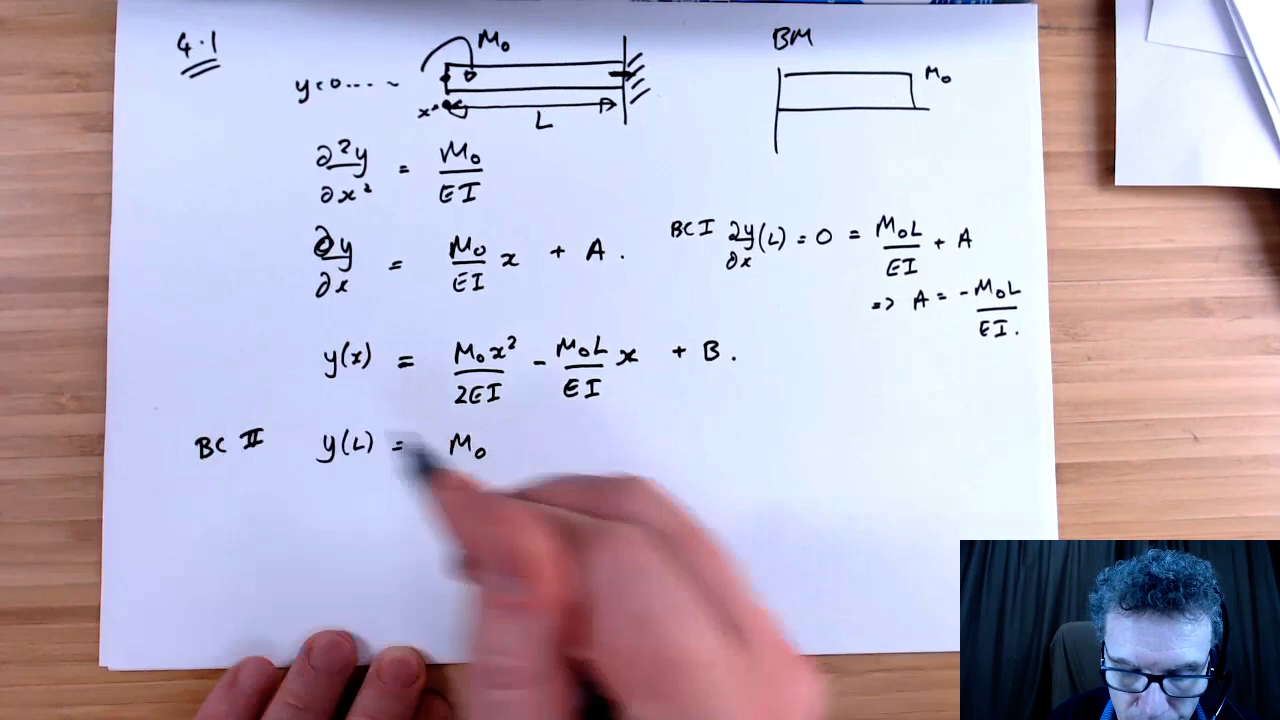 4.1
M₀
y=0.... ~
x
L
BM
M₀
∂²y/∂x² = M₀/EI
∂y/∂x = M₀/EI x + A.
BC I ∂y/∂x (L) = 0 = M₀L/EI + A
=> A = -M₀L/EI.
y(x) = M₀x²/2EI - M₀L/EI x + B.
BC II y(L) = M₀